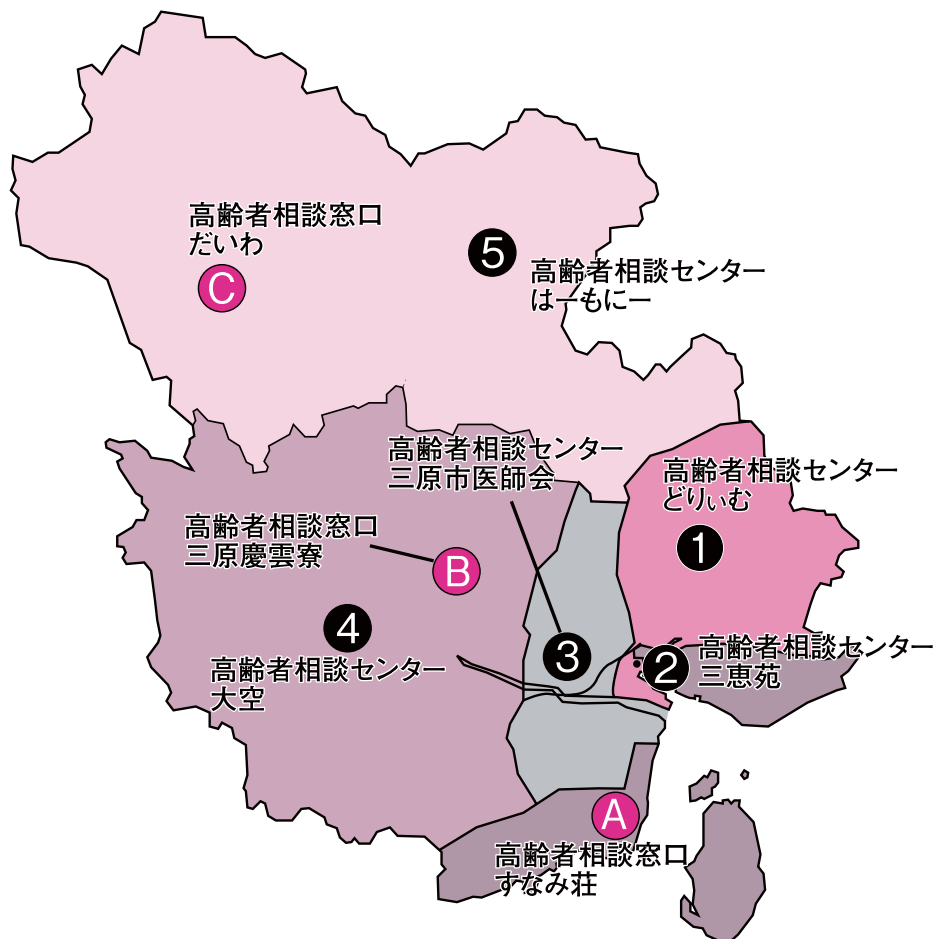 高齢者相談窓口
だいわ
C
5
高齢者相談センター
はーもにー
高齢者相談センター
三原市医師会
高齢者相談センター
どりぃむ
1
高齢者相談窓口
三原慶雲寮
B
4
高齢者相談センター
大空
3
2
高齢者相談センター
三恵苑
A
高齢者相談窓口
すなみ荘